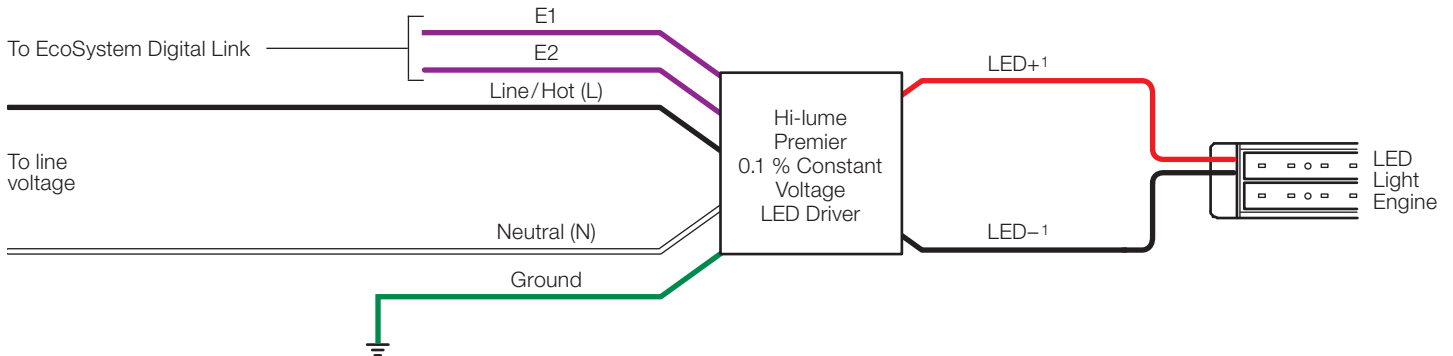 E1
To EcoSystem Digital Link
E2
Line/Hot (L)
To line
voltage
Neutral (N)
Ground
Hi-lume
Premier
0.1 % Constant
Voltage
LED Driver
LED+¹
LED–¹
LED
Light
Engine